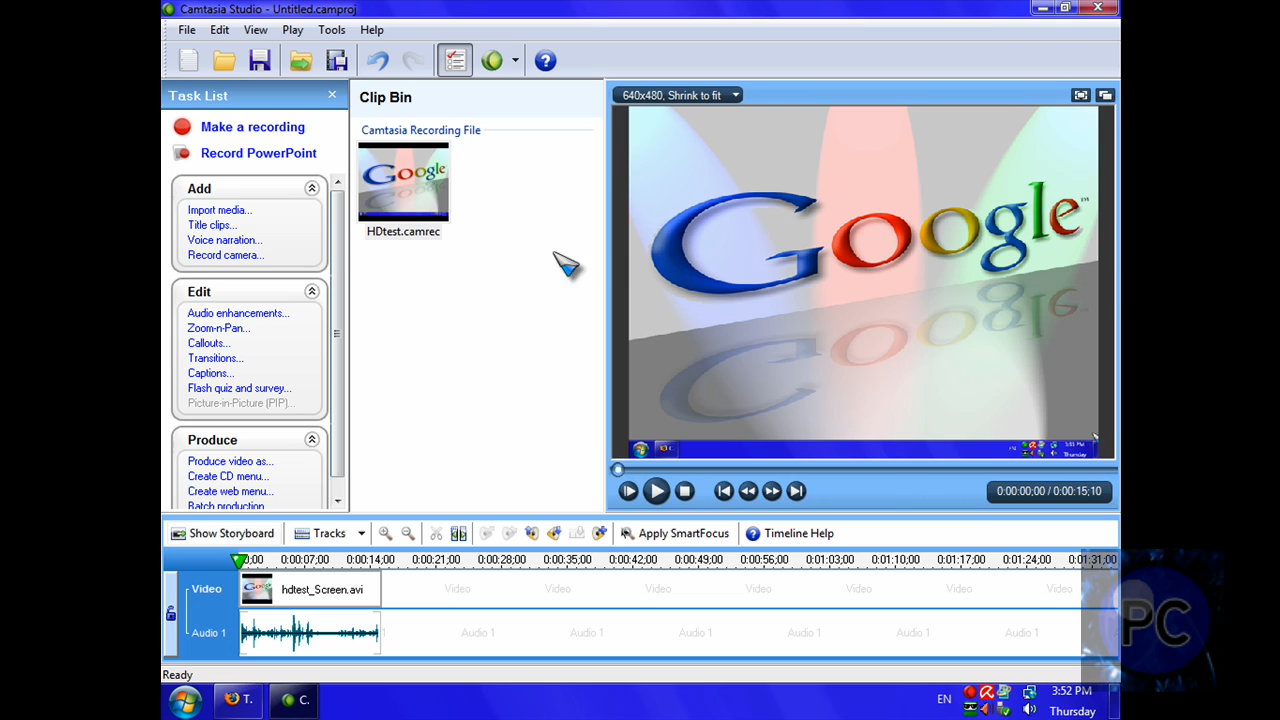 Camtasia Studio - Untitled.camproj
File Edit View Play Tools Help
Task List
Make a recording
Record PowerPoint
Add
Import media...
Title clips...
Voice narration...
Record camera...
Edit
Audio enhancements...
Zoom-n-Pan...
Callouts...
Transitions...
Captions...
Flash quiz and survey...
Picture-in-Picture (PIP)...
Produce
Produce video as...
Create CD menu...
Create web menu...
Batch production
Clip Bin
Camtasia Recording File
Google
HDtest.camrec
640x480, Shrink to fit
Google™
3:51 PM
Thursday
0:00:00;00 / 0:00:15;10
Show Storyboard Tracks Apply SmartFocus Timeline Help
0:00 0:00:07;00 0:00:14;00 0:00:21;00 0:00:28;00 0:00:35;00 0:00:42;00 0:00:49;00 0:00:56;00 0:01:03;00 0:01:10;00 0:01:17;00 0:01:24;00 0:01:31;00
Video hdtest_Screen.avi Video Video Video Video Video Video Video
Audio 1 Audio 1 Audio 1 Audio 1 Audio 1 Audio 1 Audio 1
PC
Ready
T. C. EN 3:52 PM
Thursday